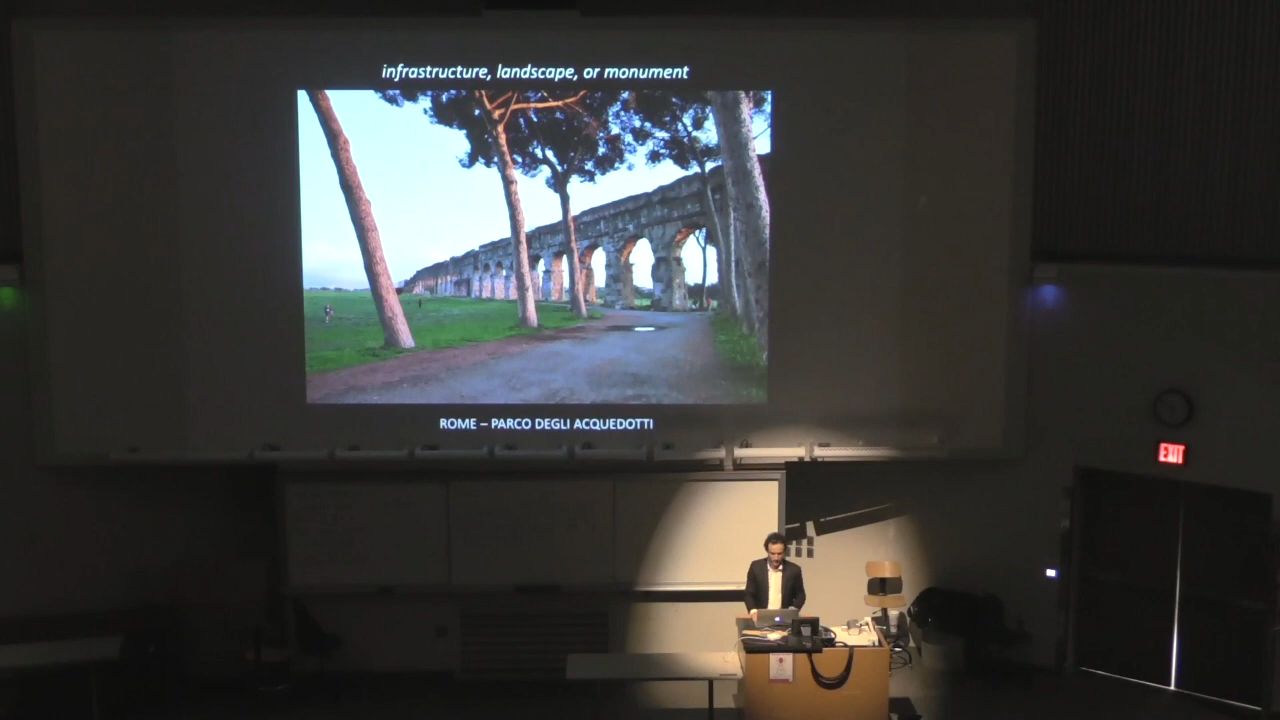 infrastructure, landscape, or monument
ROME – PARCO DEGLI ACQUEDOTTI
EXIT